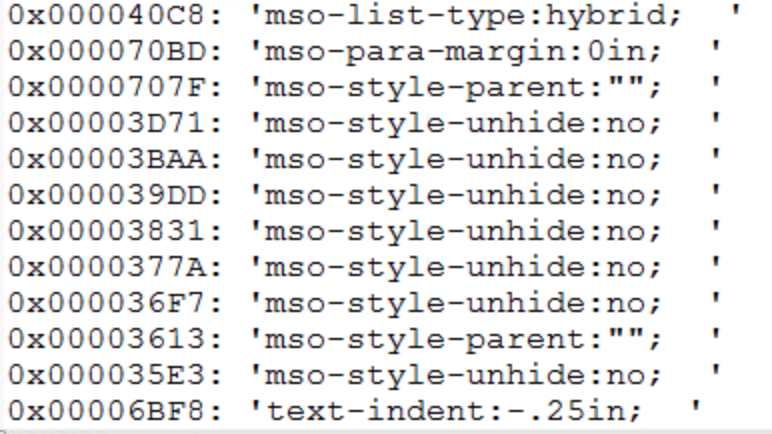 0x000040C8: 'mso-list-type:hybrid;  '
0x000070BD: 'mso-para-margin:0in;  '
0x0000707F: 'mso-style-parent:"";  '
0x00003D71: 'mso-style-unhide:no;  '
0x00003BAA: 'mso-style-unhide:no;  '
0x000039DD: 'mso-style-unhide:no;  '
0x00003831: 'mso-style-unhide:no;  '
0x0000377A: 'mso-style-unhide:no;  '
0x000036F7: 'mso-style-unhide:no;  '
0x00003613: 'mso-style-parent:"";  '
0x000035E3: 'mso-style-unhide:no;  '
0x00006BF8: 'text-indent:-.25in;  '